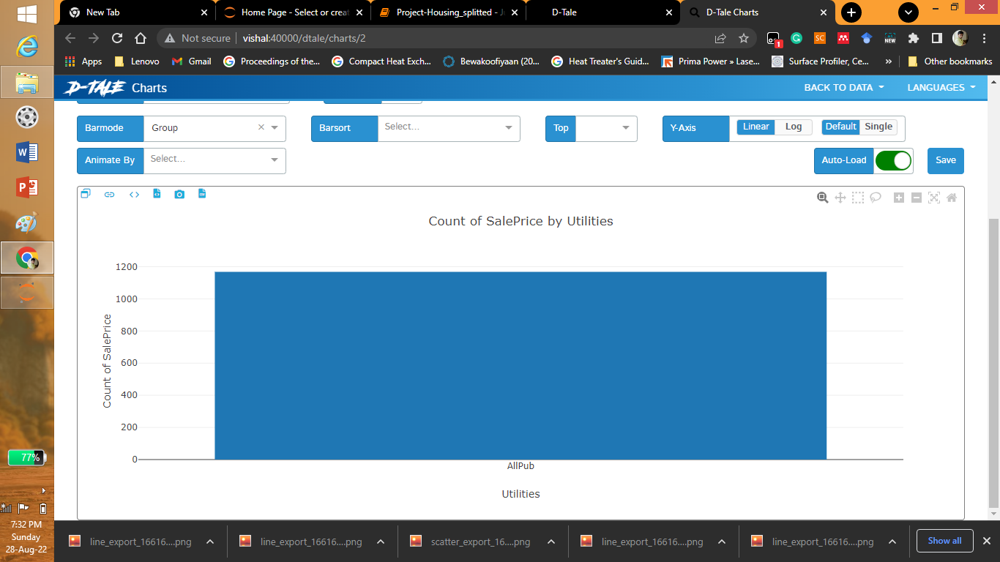 New Tab
Home Page - Select or crea
Project-Housing_splitted - J
D-Tale
D-Tale Charts
Not secure | vishal:40000/dtale/charts/2
SC
1
NEW
Apps
Lenovo
Gmail
Proceedings of the...
Compact Heat Exch...
Bewakoofiyaan (20...
Heat Treater's Guid...
Prima Power » Lase...
Surface Profiler, Ce...
»
Other bookmarks
D-TALE Charts
BACK TO DATA
LANGUAGES
Barmode Group
Barsort Select...
Top
Y-Axis Linear Log Default Single
Animate By Select...
Auto-Load
Save
Count of SalePrice by Utilities
1200
1000
800
600
400
200
0
Count of SalePrice
AllPub
Utilities
77%
7:32 PM
Sunday
28-Aug-22
line_export_16616....png
line_export_16616....png
scatter_export_16....png
line_export_16616....png
line_export_16616....png
Show all